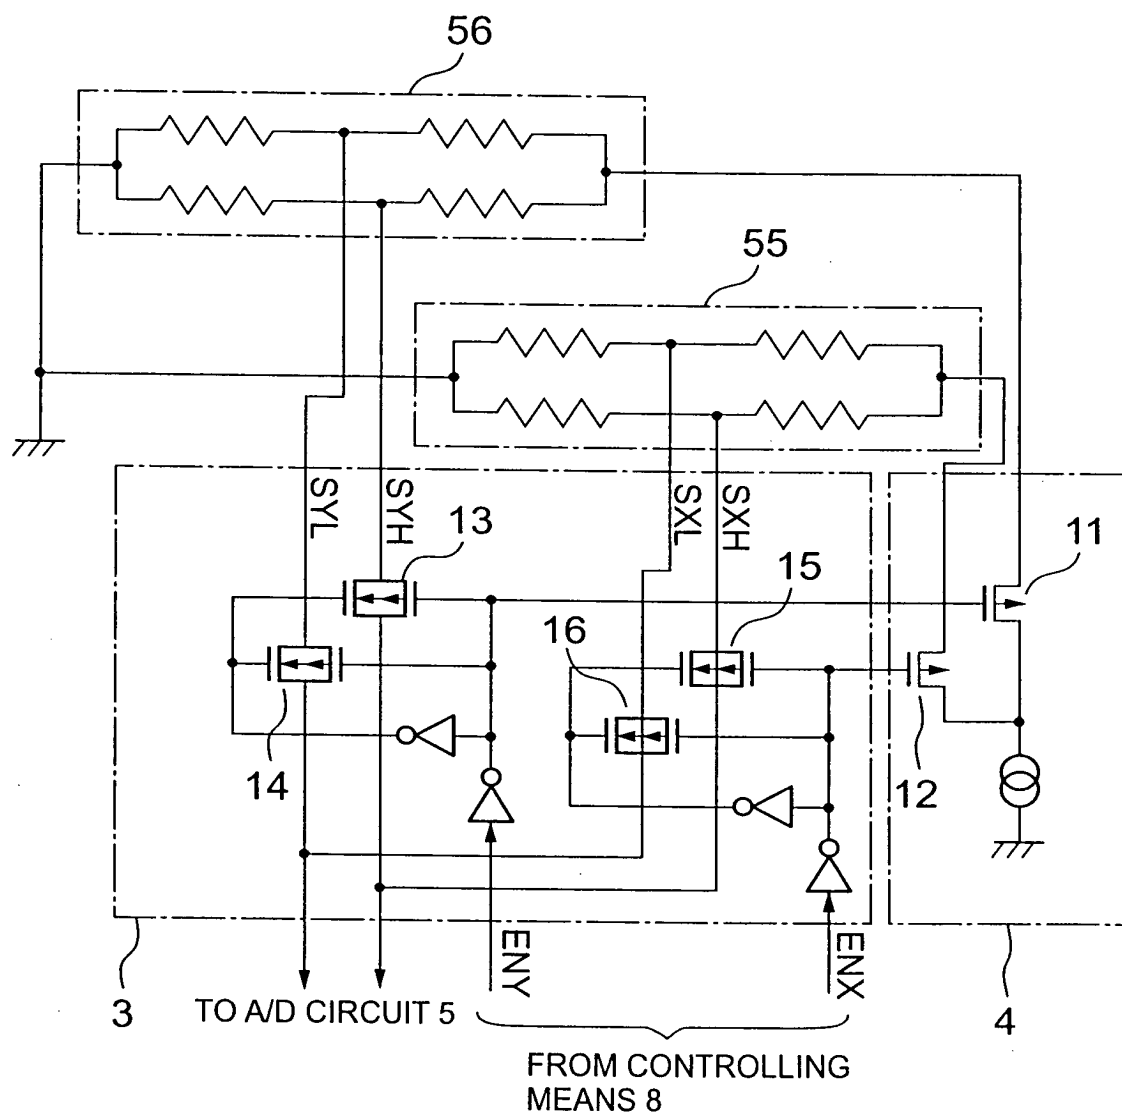 56
55
SYL
SYH
SXL
SXH
13
11
15
16
14
12
ENY
ENX
3
TO A/D CIRCUIT 5
4
FROM CONTROLLING
MEANS 8